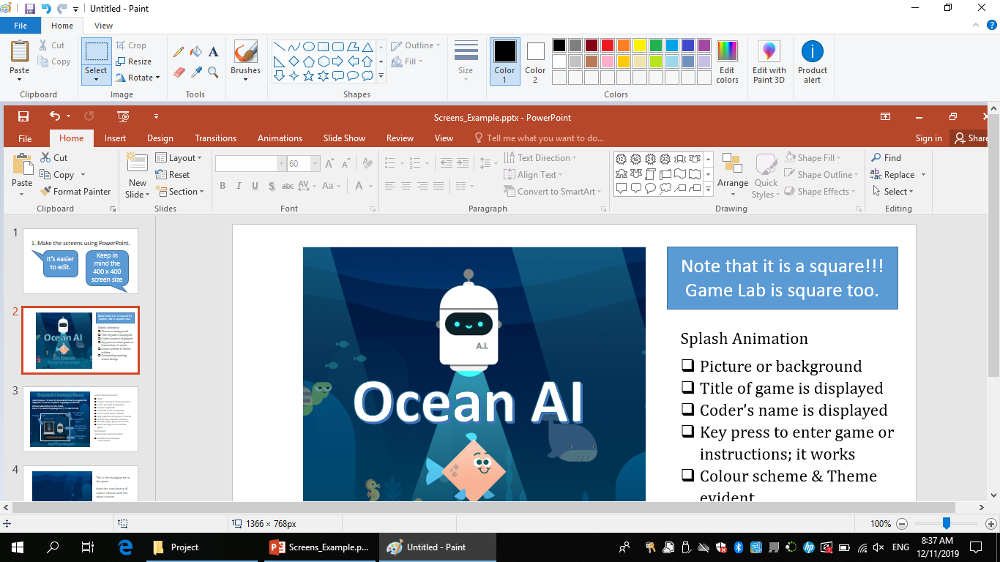 Untitled - Paint
File Home View
Paste Cut Copy Clipboard
Select Crop Resize Rotate Image
Tools
Brushes
Shapes Outline Fill
Size
Color 1 Color 2 Colors Edit colors
Edit with Paint 3D
Product alert
Screens_Example.pptx - PowerPoint
File Home Insert Design Transitions Animations Slide Show Review View Tell me what you want to do... Sign in Share
Paste Cut Copy Format Painter Clipboard
New Slide Layout Reset Section Slides
60
B I U S abc AV Aa A Font
Text Direction Align Text Convert to SmartArt Paragraph
Arrange Quick Styles Shape Fill Shape Outline Shape Effects Drawing
Find Replace Select Editing
1
1. Make the screens using PowerPoint.
It's easier
to edit.
Keep in
mind the
400 x 400
screen size
2
Note that it is a square!!!
Game Lab is square too.
Splash Animation
Picture or background
Title of game is displayed
Coder's name is displayed
Key press to enter game or
instructions; it works
Colour scheme & Theme
evident
Outstanding opening
screen design
Ocean AI
3
Ocean AI Instructions
4
This is the background to
the game.
Note the consistency of
colour scheme with the
other screens
A.I.
Ocean AI
Note that it is a square!!!
Game Lab is square too.
Splash Animation
Picture or background
Title of game is displayed
Coder's name is displayed
Key press to enter game or
instructions; it works
Colour scheme & Theme
evident
1366 × 768px 100%
Project Screens_Example.p... Untitled - Paint ENG 8:37 AM
12/11/2019